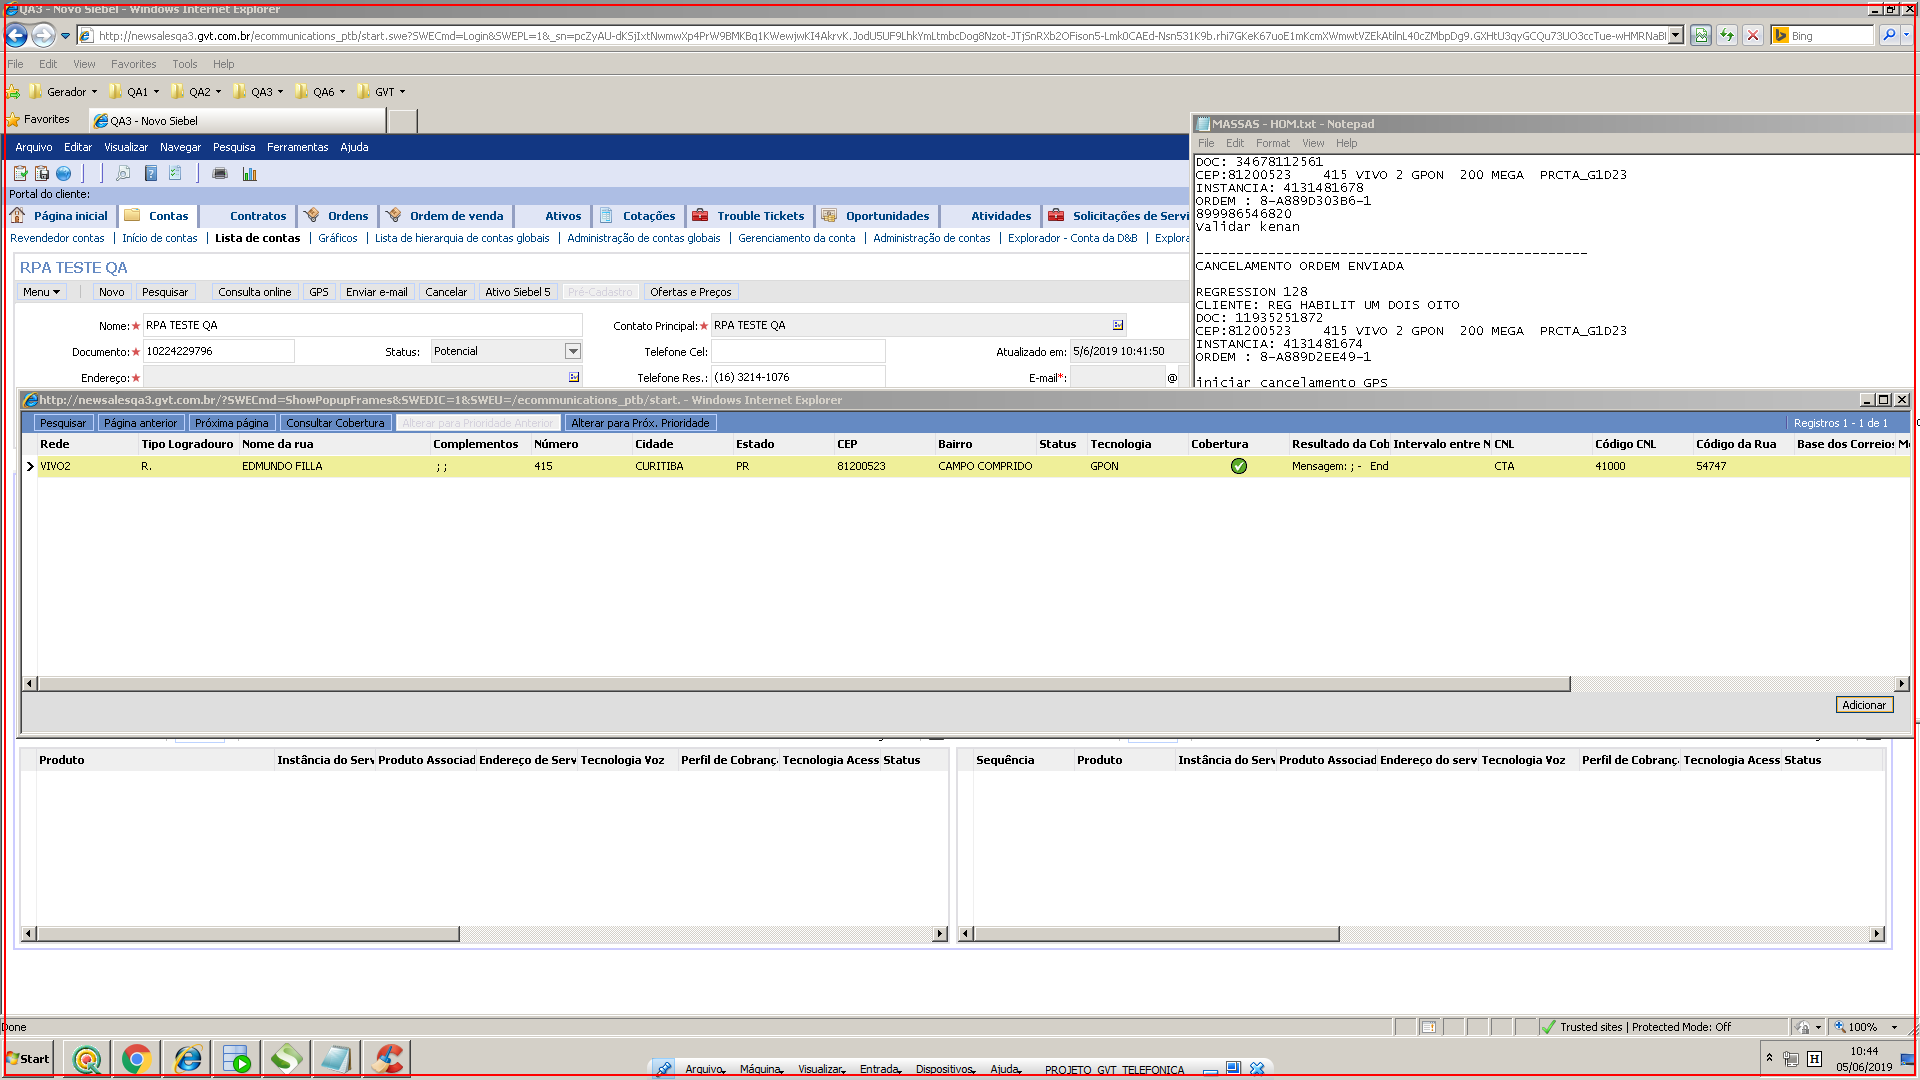 QA3 - Novo Siebel - Windows Internet Explorer
http://newsalesqa3.gvt.com.br/ecommunications_ptb/start.swe?SWECmd=Login&SWEPL=1&_sn=
Bing
File Edit View Favorites Tools Help
Gerador QA1 QA2 QA3 QA6 GVT
Favorites QA3 - Novo Siebel
Arquivo Editar Visualizar Navegar Pesquisa Ferramentas Ajuda
Portal do cliente:
Página inicial Contas Contratos Ordens Ordem de venda Ativos Cotações Trouble Tickets Oportunidades Atividades Solicitações de Servi
Revendedor contas Início de contas Lista de contas Gráficos Lista de hierarquia de contas globais Administração de contas globais Gerenciamento da conta Administração de contas Explorador - Conta da D&B Explora
RPA TESTE QA
Menu Novo Pesquisar Consulta online GPS Enviar e-mail Cancelar Ativo Siebel 5 Pré-Cadastro Ofertas e Preços
Nome:★ RPA TESTE QA Contato Principal:★ RPA TESTE QA
Documento:★ 10224229796 Status: Potencial Telefone Cel: Atualizado em: 5/6/2019 10:41:50
Endereço:★ Telefone Res.: (16) 3214-1076 E-mail*: @
MASSAS - HOM.txt - Notepad
File Edit Format View Help
DOC: 34678112561
CEP:81200523 415 VIVO 2 GPON 200 MEGA PRCTA_G1D23
INSTANCIA: 4131481678
ORDEM : 8-A889D303B6-1
899986546820
Validar kenan
-------------------------------------------------
CANCELAMENTO ORDEM ENVIADA
REGRESSION 128
CLIENTE: REG HABILIT UM DOIS OITO
DOC: 11935251872
CEP:81200523 415 VIVO 2 GPON 200 MEGA PRCTA_G1D23
INSTANCIA: 4131481674
ORDEM : 8-A889D2EE49-1
iniciar cancelamento GPS
http://newsalesqa3.gvt.com.br/?SWECmd=ShowPopupFrames&SWEDIC=1&SWEU=/ecommunications_ptb/start. - Windows Internet Explorer
Pesquisar Página anterior Próxima página Consultar Cobertura Alterar para Prioridade Anterior Alterar para Próx. Prioridade Registros 1 - 1 de 1
Rede Tipo Logradouro Nome da rua Complementos Número Cidade Estado CEP Bairro Status Tecnologia Cobertura Resultado da Cob Intervalo entre N CNL Código CNL Código da Rua Base dos Correios
VIVO2 R. EDMUNDO FILLA ; ; 415 CURITIBA PR 81200523 CAMPO COMPRIDO GPON Mensagem: ; - End CTA 41000 54747
Adicionar
Produto Instância do Serv Produto Associad Endereço de Serv Tecnologia Voz Perfil de Cobranç Tecnologia Acess Status
Sequência Produto Instância do Serv Produto Associad Endereço do serv Tecnologia Voz Perfil de Cobranç Tecnologia Acess Status
Done Trusted sites | Protected Mode: Off 100%
Start
Arquivo Máquina Visualizar Entrada Dispositivos Ajuda PROJETO_GVT_TELEFONICA
H
10:44
05/06/2019